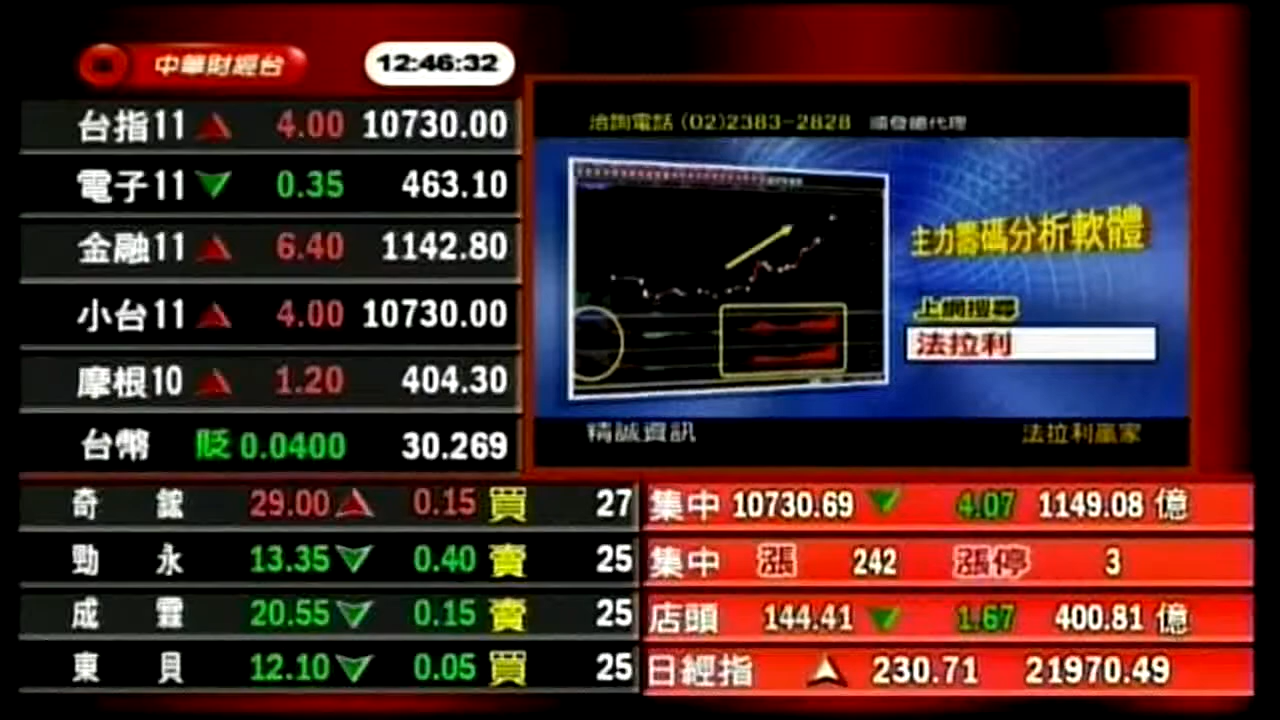 中華財經台 12:46:32
台指11 ▲ 4.00 10730.00
電子11 ▼ 0.35 463.10
金融11 ▲ 6.40 1142.80
小台11 ▲ 4.00 10730.00
摩根10 ▲ 1.20 404.30
台幣 貶 0.0400 30.269
洽詢電話 (02)2383-2828 順發總代理
主力籌碼分析軟體
上網搜尋
法拉利
精誠資訊 法拉利贏家
奇鋐 29.00 ▲ 0.15 買 27
勁永 13.35 ▼ 0.40 賣 25
成霖 20.55 ▼ 0.15 賣 25
東貝 12.10 ▼ 0.05 買 25
集中 10730.69 ▼ 4.07 1149.08 億
集中 漲 242 漲停 3
店頭 144.41 ▼ 1.67 400.81 億
日經指 ▲ 230.71 21970.49